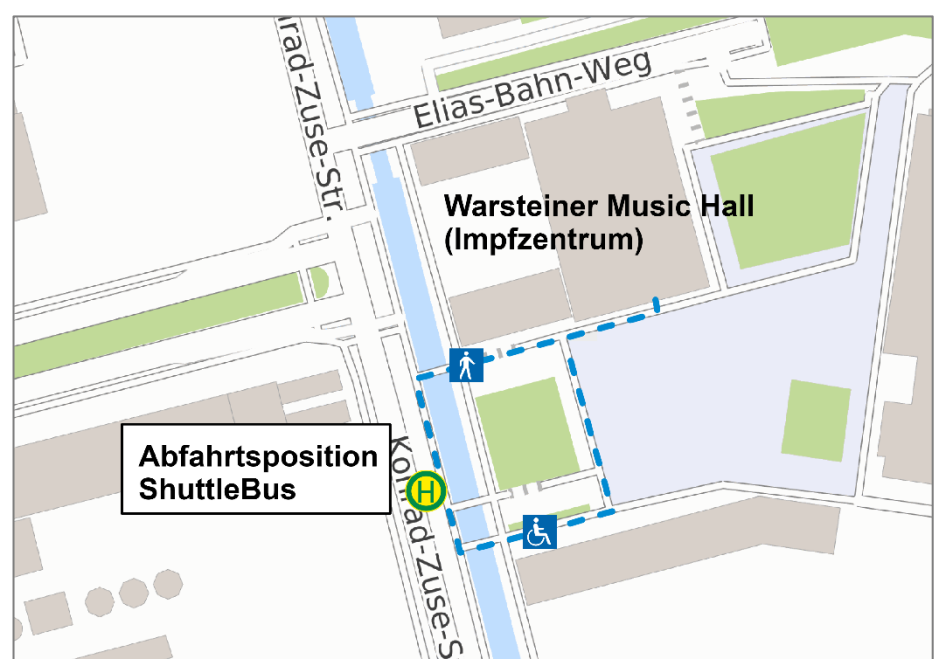 rad-Zuse-Str.
Elias-Bahn-Weg
Warsteiner Music Hall
(Impfzentrum)
Abfahrtsposition
ShuttleBus
H
Konrad-Zuse-S